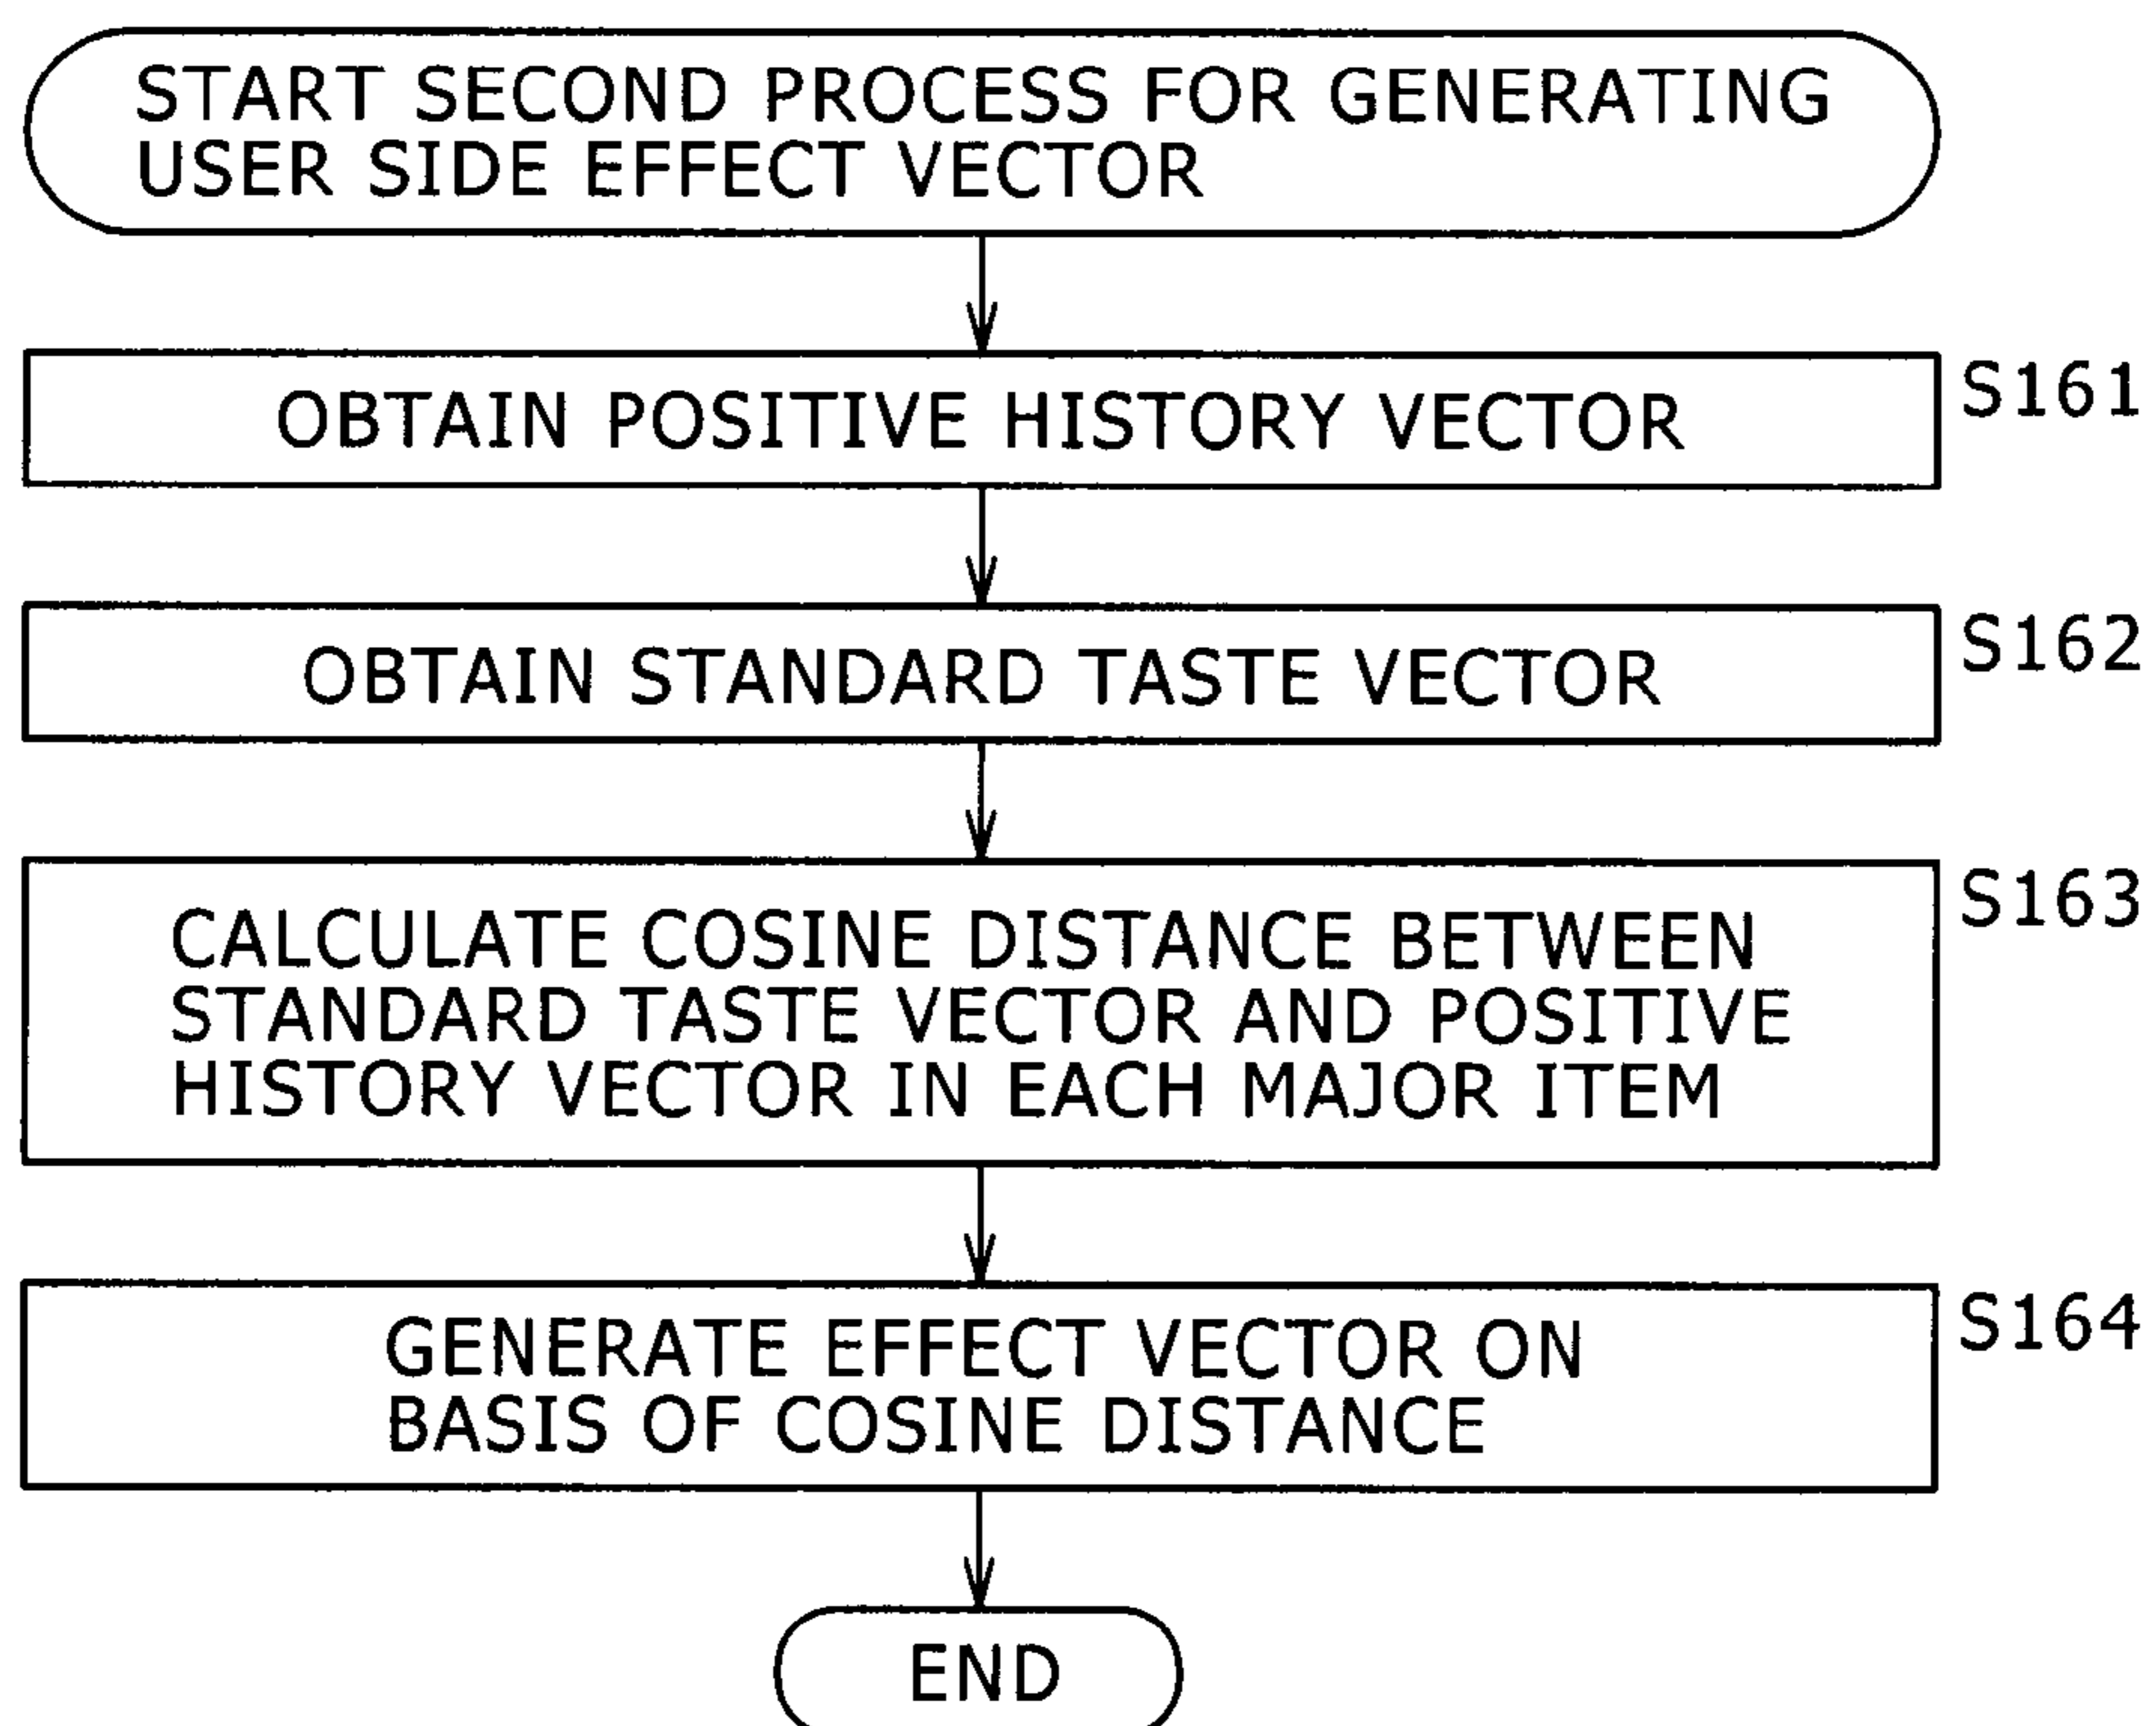 START SECOND PROCESS FOR GENERATING
USER SIDE EFFECT VECTOR
OBTAIN POSITIVE HISTORY VECTOR
S161
OBTAIN STANDARD TASTE VECTOR
S162
CALCULATE COSINE DISTANCE BETWEEN
STANDARD TASTE VECTOR AND POSITIVE
HISTORY VECTOR IN EACH MAJOR ITEM
S163
GENERATE EFFECT VECTOR ON
BASIS OF COSINE DISTANCE
S164
END